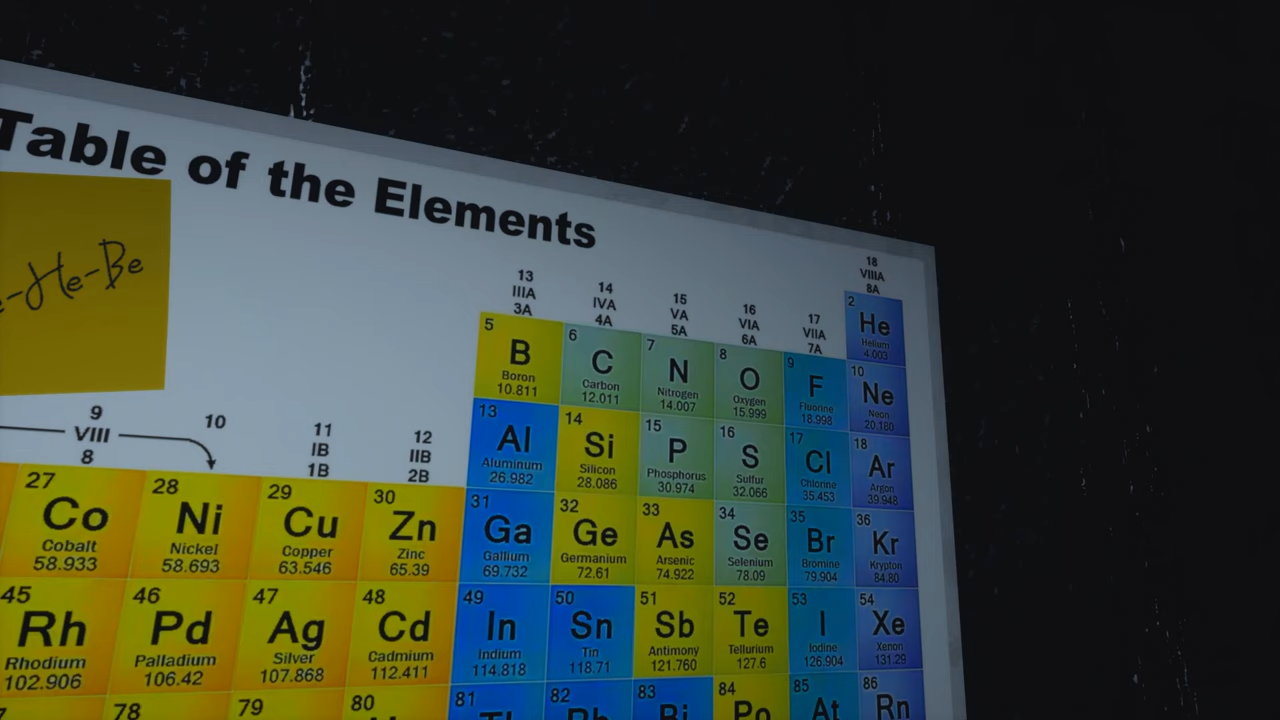 Table of the Elements
-He-Be
13
IIIA
3A
14
IVA
4A
15
VA
5A
16
VIA
6A
17
VIIA
7A
18
VIIIA
8A
2
He
Helium
4.003
5
B
Boron
10.811
6
C
Carbon
12.011
7
N
Nitrogen
14.007
8
O
Oxygen
15.999
9
F
Fluorine
18.998
10
Ne
Neon
20.180
13
Al
Aluminum
26.982
14
Si
Silicon
28.086
15
P
Phosphorus
30.974
16
S
Sulfur
32.066
17
Cl
Chlorine
35.453
18
Ar
Argon
39.948
9
VIII
8
10
11
IB
1B
12
IIB
2B
27
Co
Cobalt
58.933
28
Ni
Nickel
58.693
29
Cu
Copper
63.546
30
Zn
Zinc
65.39
31
Ga
Gallium
69.732
32
Ge
Germanium
72.61
33
As
Arsenic
74.922
34
Se
Selenium
78.09
35
Br
Bromine
79.904
36
Kr
Krypton
84.80
45
Rh
Rhodium
102.906
46
Pd
Palladium
106.42
47
Ag
Silver
107.868
48
Cd
Cadmium
112.411
49
In
Indium
114.818
50
Sn
Tin
118.71
51
Sb
Antimony
121.760
52
Te
Tellurium
127.6
53
I
Iodine
126.904
54
Xe
Xenon
131.29
78
79
80
81
Tl
82
Pb
83
Bi
84
Po
85
At
86
Rn